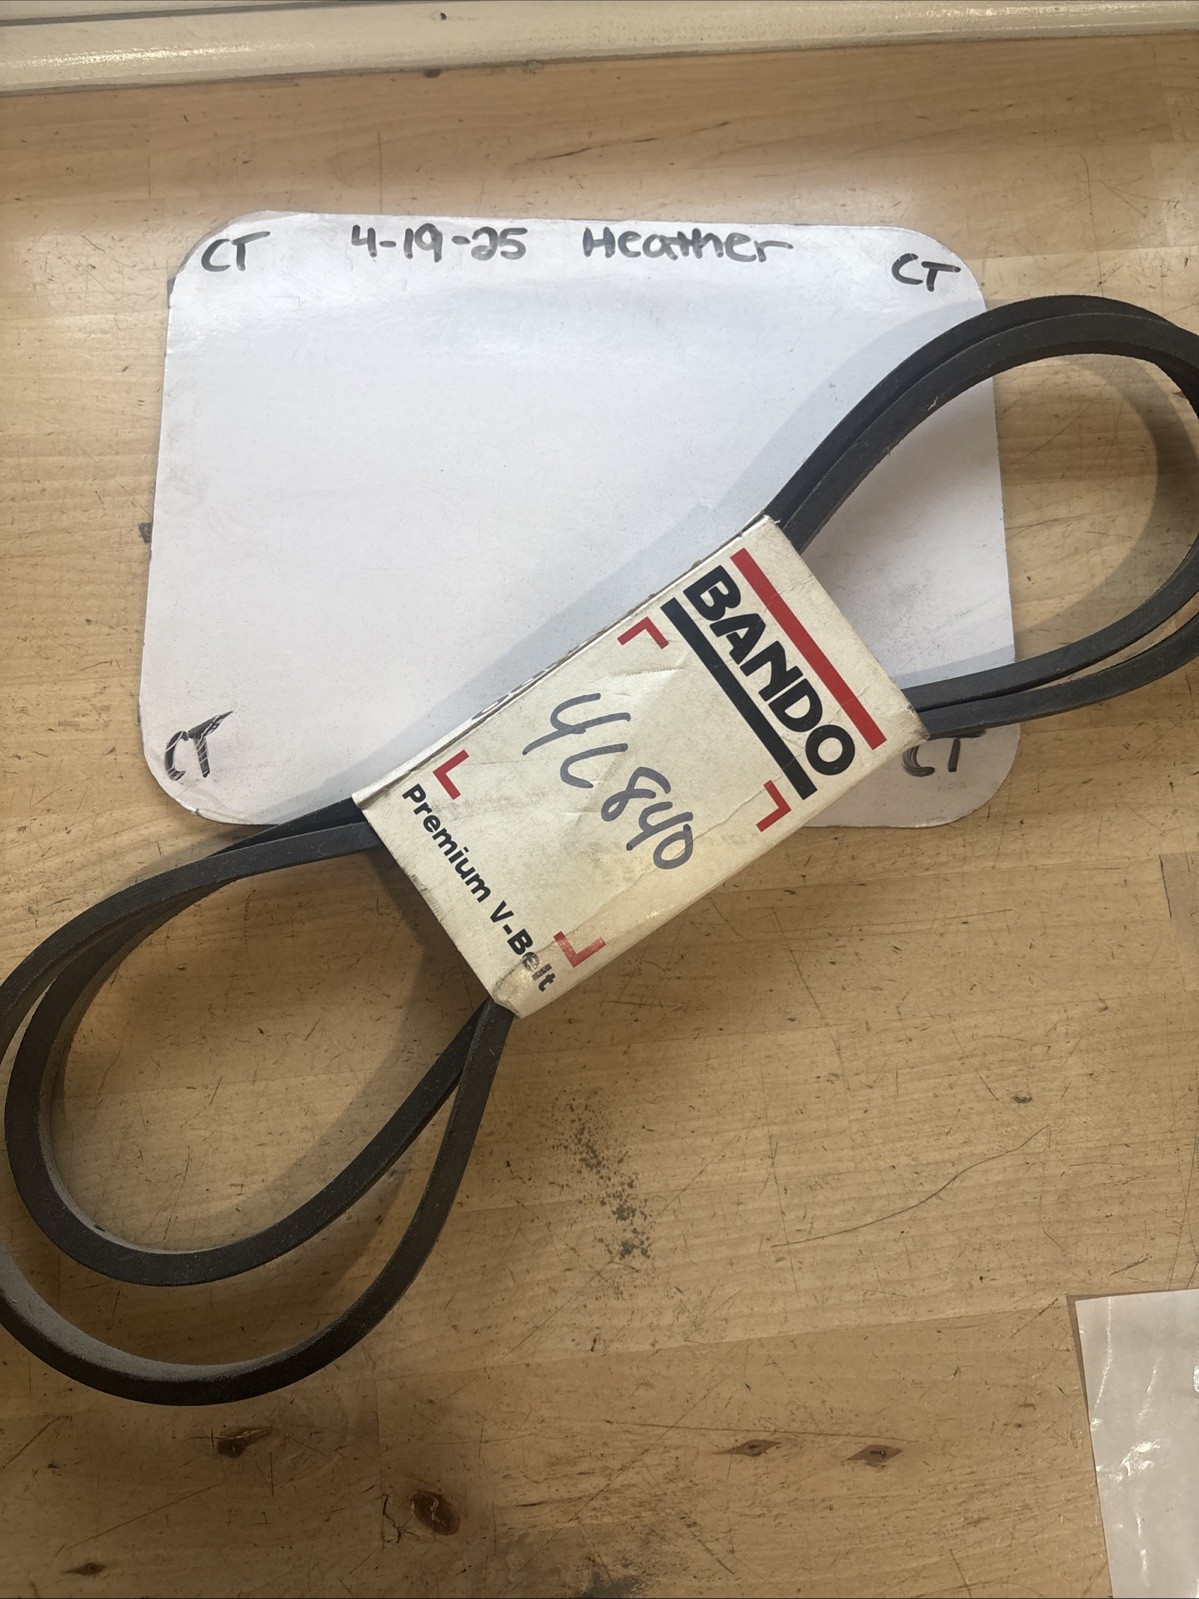 CT 4-19-25 Heather CT
BANDO
4L840
Premium V-Belt
CT
CT